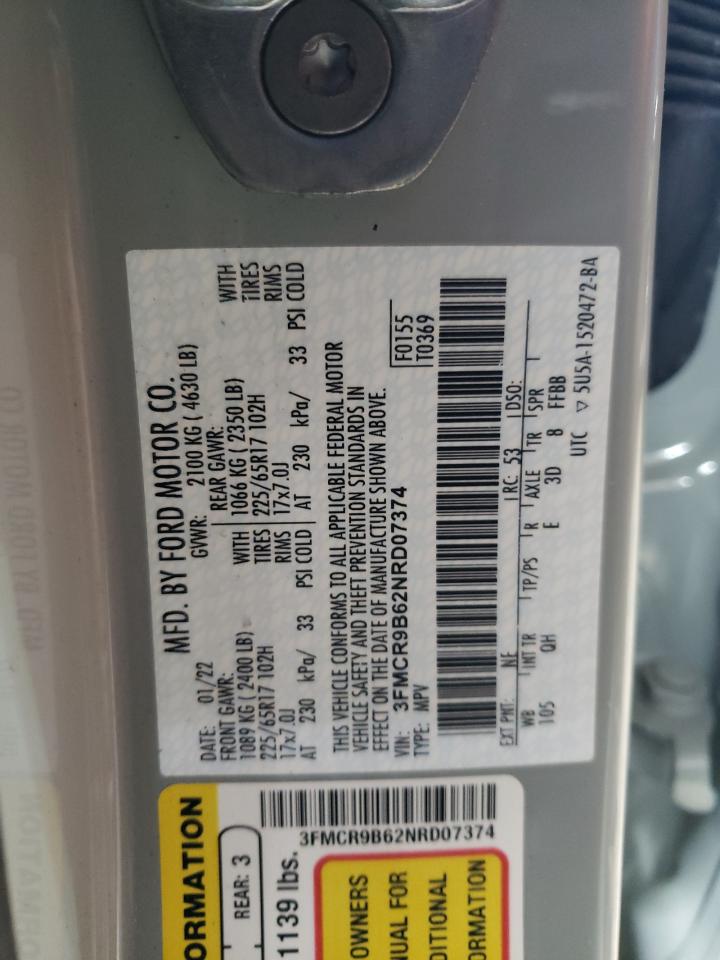 MFD. BY FORD MOTOR CO.
DATE: 01/22 GVWR: 2100 KG ( 4630 LB)
FRONT GAWR: REAR GAWR:
1089 KG ( 2400 LB) WITH 1066 KG ( 2350 LB) WITH
225/65R17 102H TIRES 225/65R17 102H TIRES
17x7.0J RIMS 17x7.0J RIMS
AT 230 kPa/ 33 PSI COLD AT 230 kPa/ 33 PSI COLD
THIS VEHICLE CONFORMS TO ALL APPLICABLE FEDERAL MOTOR
VEHICLE SAFETY AND THEFT PREVENTION STANDARDS IN
EFFECT ON THE DATE OF MANUFACTURE SHOWN ABOVE.
VIN: 3FMCR9B62NRD07374 F0155
TYPE: MPV T0369
EXT PNT: NE RC: 53 DSO:
WB INT TR TP/PS R AXLE TR SPR
105 QH E 3D 8 FFBB
UTC ▽ 5U5A-1520472-BA
ORMATION
REAR: 3
1139 lbs.
3FMCR9B62NRD07374
OWNERS
UAL FOR
DITIONAL
ORMATION